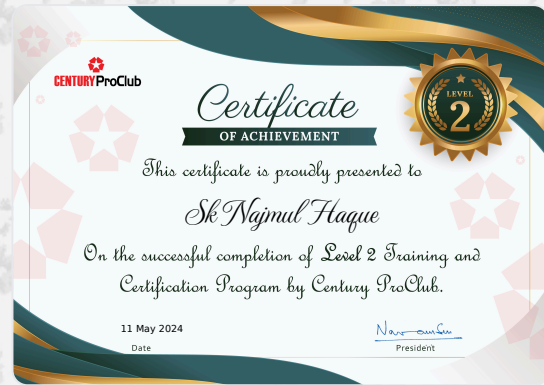 CENTURY ProClub
Certificate
OF ACHIEVEMENT
LEVEL
2
This certificate is proudly presented to
Sk Najmul Haque
On the successful completion of Level 2 Training and
Certification Program by Century ProClub.
11 May 2024
Date
President